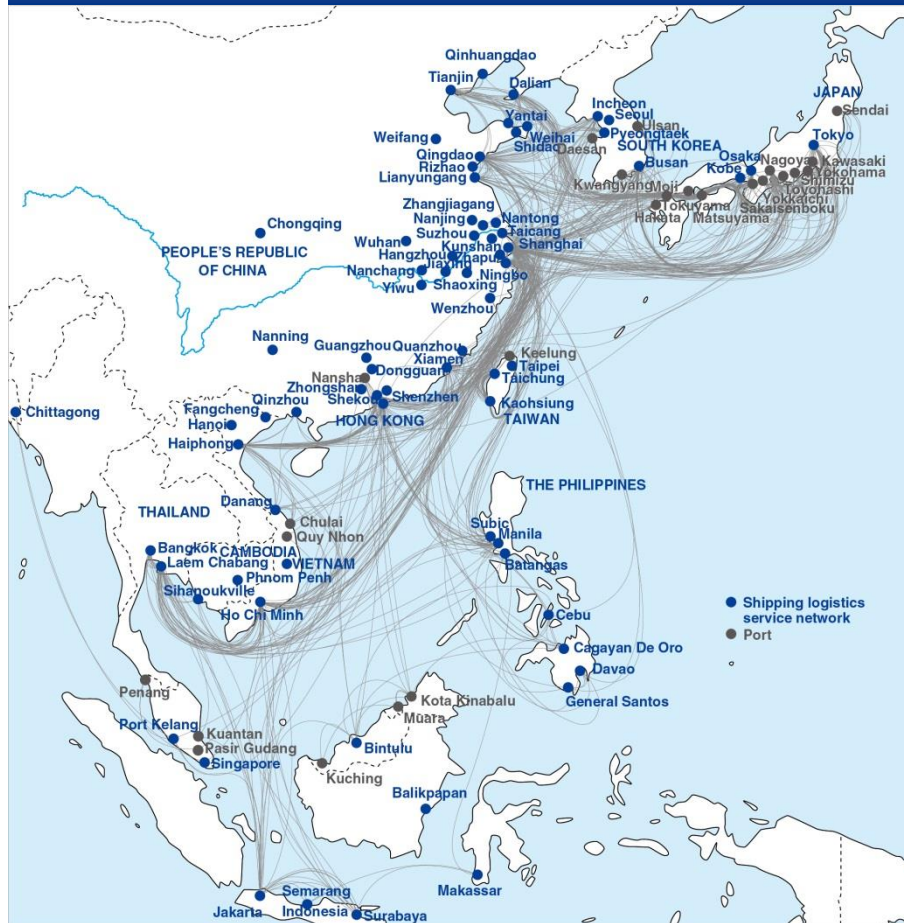 Qinhuangdao
Tianjin
Dalian
JAPAN
Incheon
Seoul
Sendai
Yantai
Ulsan
Weifang
Weihai
Pyeongtaek
Tokyo
Shidao
Daesan
SOUTH KOREA
Qingdao
Busan
Osaka
Nagoya
Kawasaki
Rizhao
Kobe
Yokohama
Lianyungang
Kwangyang
Moji
Shimizu
Toyohashi
Zhangjiagang
Tokuyama
Yokkaichi
Nanjing
Nantong
Hakata
Matsuyama
Sakaisenboku
Chongqing
Suzhou
Taicang
Wuhan
Kunshan
Shanghai
PEOPLE'S REPUBLIC
OF CHINA
Hangzhou
Zhapu
Nanchang
Jiaxing
Ningbo
Yiwu
Shaoxing
Wenzhou
Nanning
Guangzhou
Quanzhou
Keelung
Xiamen
Taipei
Nansha
Dongguan
Taichung
Zhongshan
Shekou
Shenzhen
Chittagong
Fangcheng
Qinzhou
Kaohsiung
Hanoi
HONG KONG
TAIWAN
Haiphong
THE PHILIPPINES
Danang
THAILAND
Chulai
Subic
Quy Nhon
Manila
Bangkok
CAMBODIA
Batangas
Laem Chabang
VIETNAM
Phnom Penh
Sihanoukville
Shipping logistics
service network
Ho Chi Minh
Cebu
Port
Cagayan De Oro
Davao
Penang
General Santos
Kota Kinabalu
Muara
Port Kelang
Kuantan
Pasir Gudang
Bintulu
Singapore
Kuching
Balikpapan
Makassar
Semarang
Jakarta
Indonesia
Surabaya